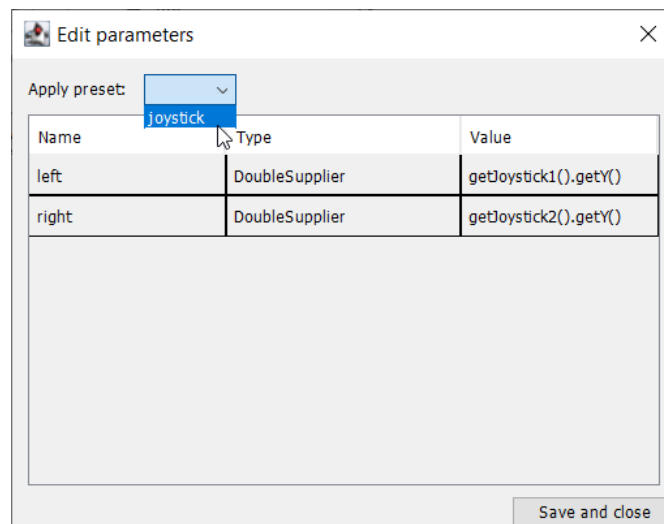 Edit parameters
Apply preset:
joystick
Name Type Value
left DoubleSupplier getJoystick1().getY()
right DoubleSupplier getJoystick2().getY()
Save and close